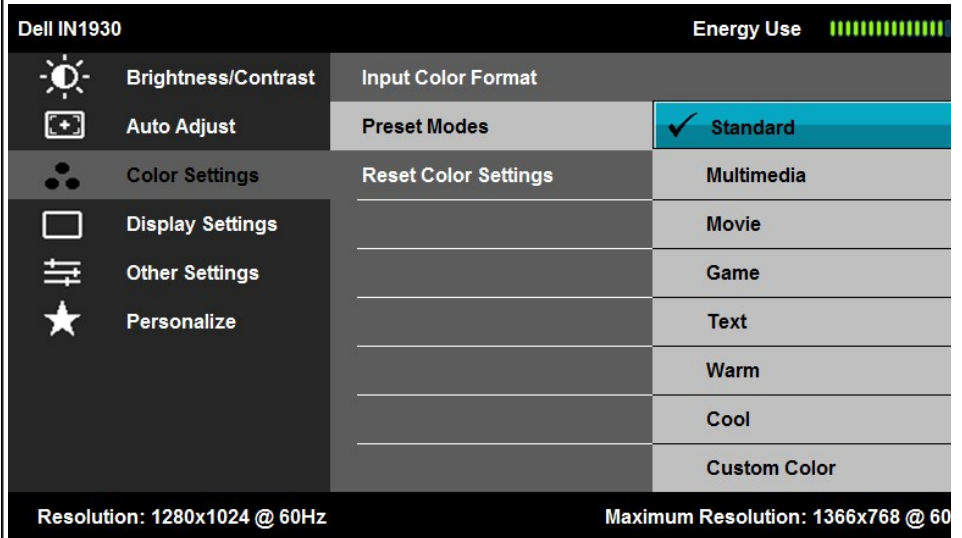 Dell IN1930 Energy Use
Brightness/Contrast Input Color Format
Auto Adjust Preset Modes Standard
Color Settings Reset Color Settings Multimedia
Display Settings Movie
Other Settings Game
Personalize Text
Warm
Cool
Custom Color
Resolution: 1280x1024 @ 60Hz Maximum Resolution: 1366x768 @ 60